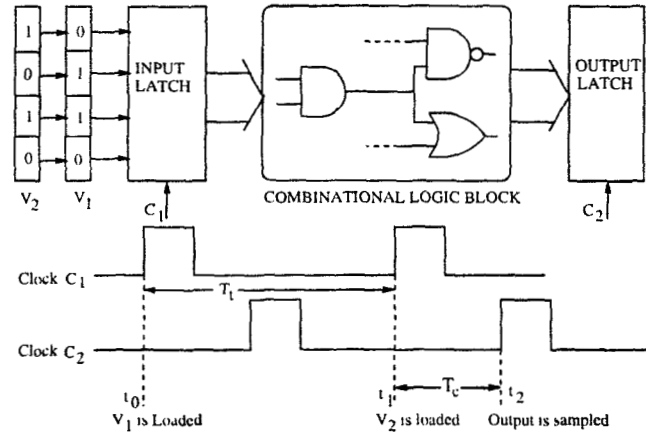 1 0
0 1
1 1
0 0
V2 V1
INPUT
LATCH
C1
COMBINATIONAL LOGIC BLOCK
OUTPUT
LATCH
C2
Clock C1
Tt
Clock C2
t0 t1 Tc t2
V1 is Loaded V2 is loaded Output is sampled